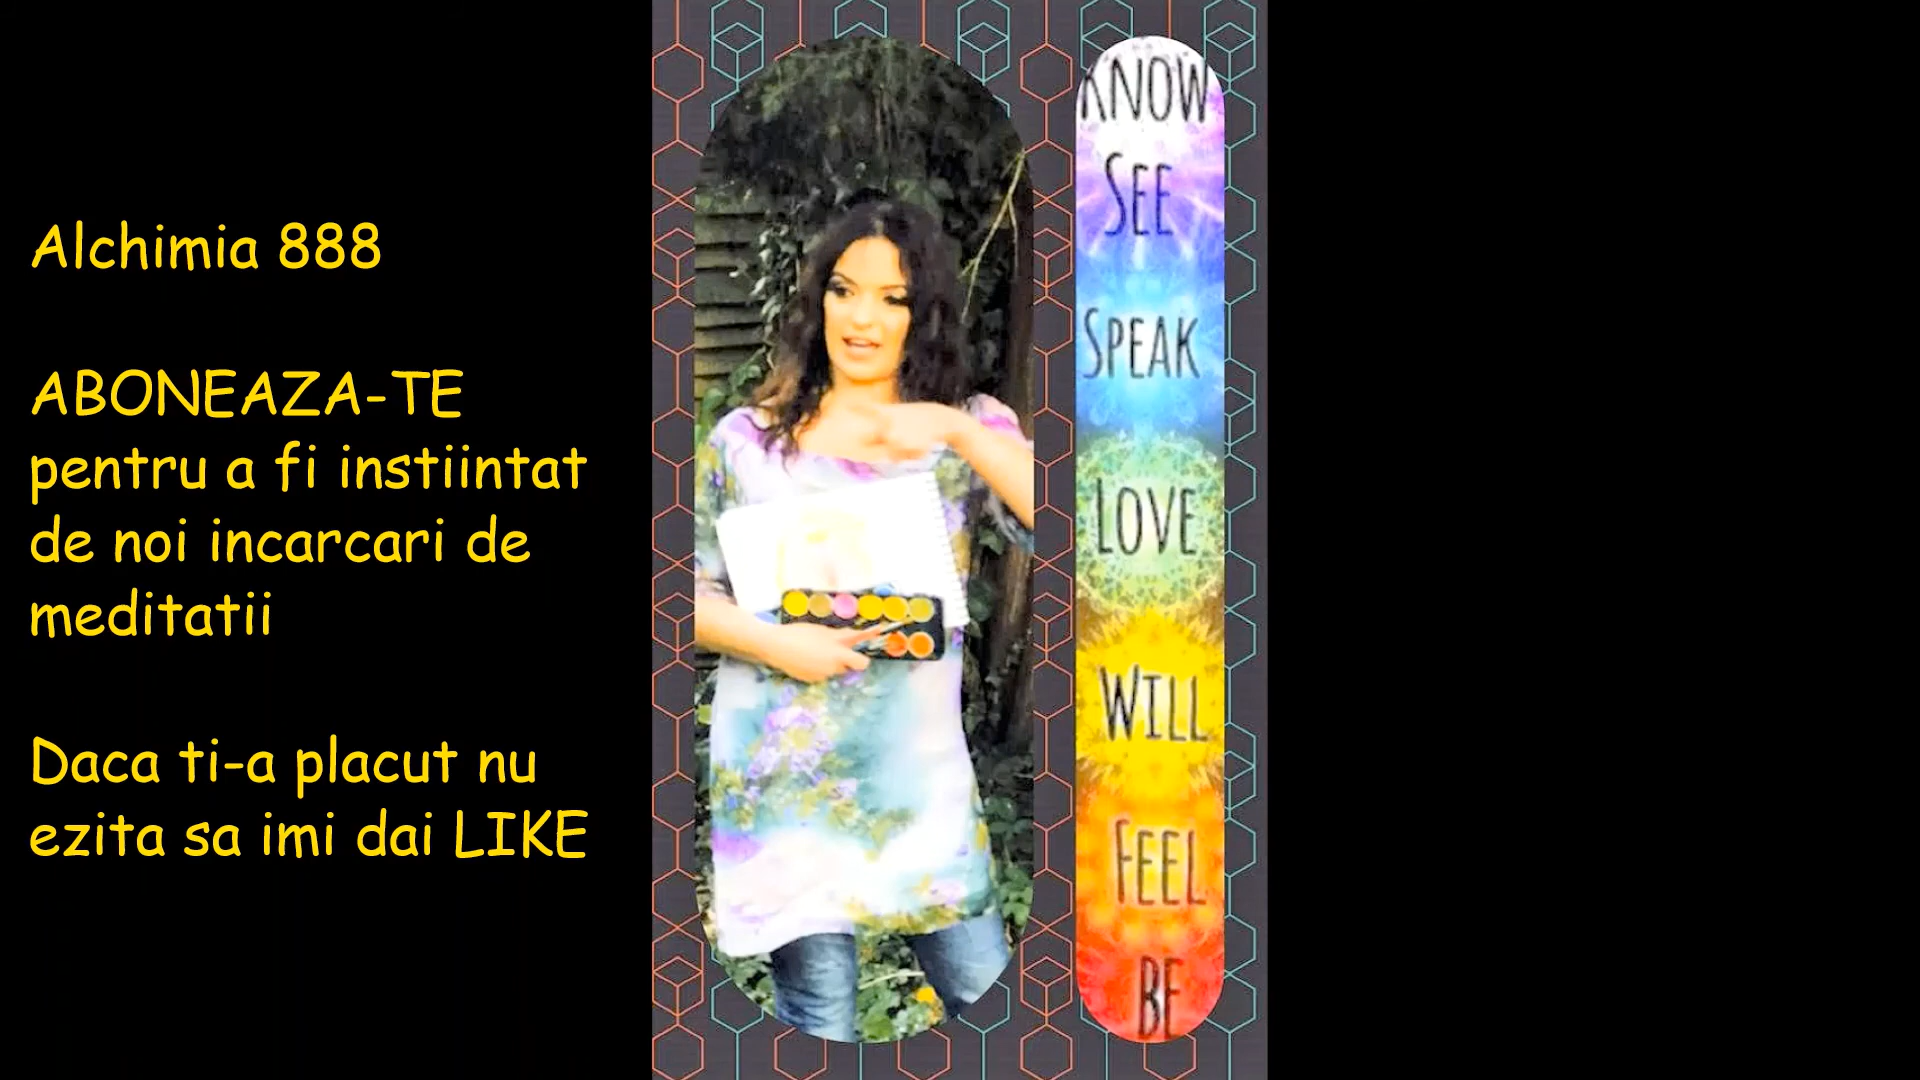 Alchimia 888
ABONEAZA-TE
pentru a fi instiintat
de noi incarcari de
meditatii
Daca ti-a placut nu
ezita sa imi dai LIKE
KNOW
SEE
SPEAK
LOVE
WILL
FEEL
BE